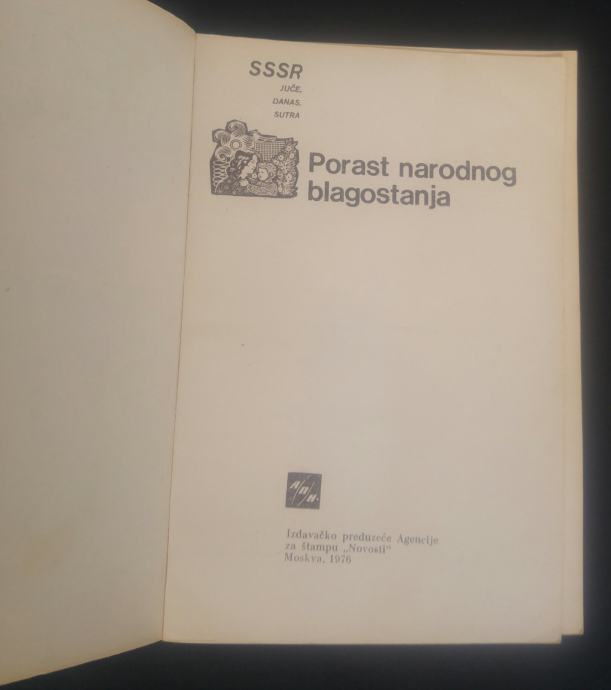 SSSR
JUČE,
DANAS,
SUTRA
Porast narodnog
blagostanja
А/П/Н.
Izdavačko preduzeće Agencije
za štampu „Novosti“
Moskva, 1976